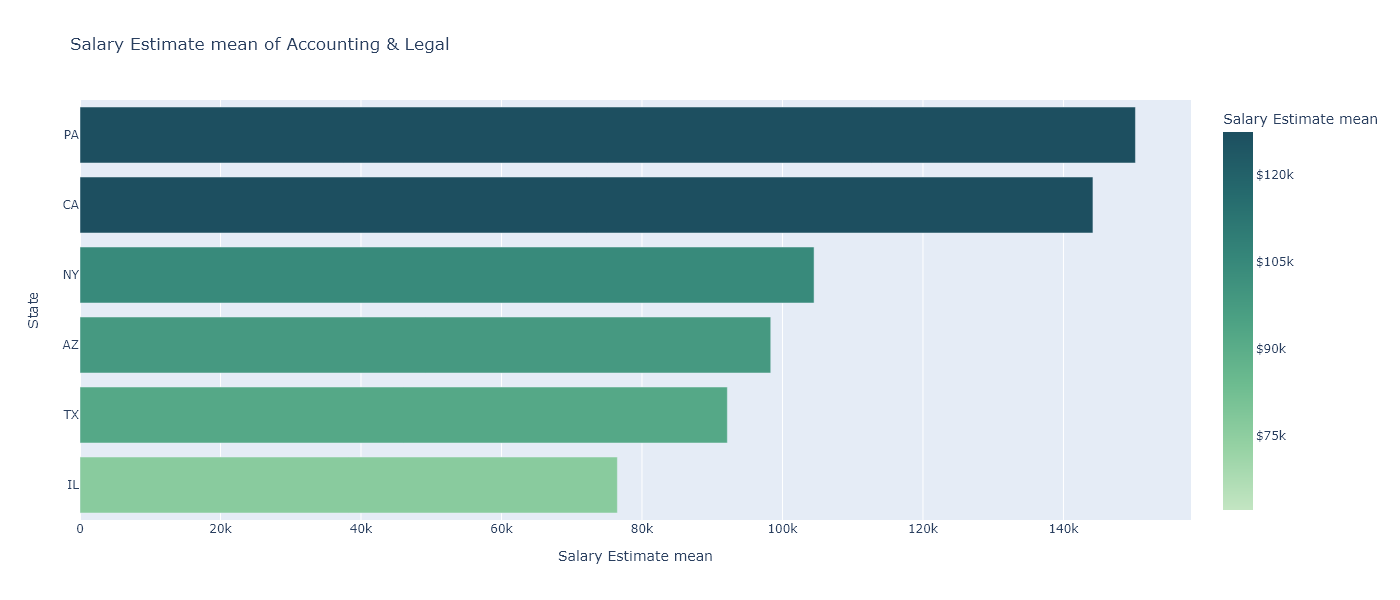 Salary Estimate mean of Accounting & Legal
Salary Estimate mean
$120k
$105k
$90k
$75k
State
PA
CA
NY
AZ
TX
IL
0 20k 40k 60k 80k 100k 120k 140k
Salary Estimate mean